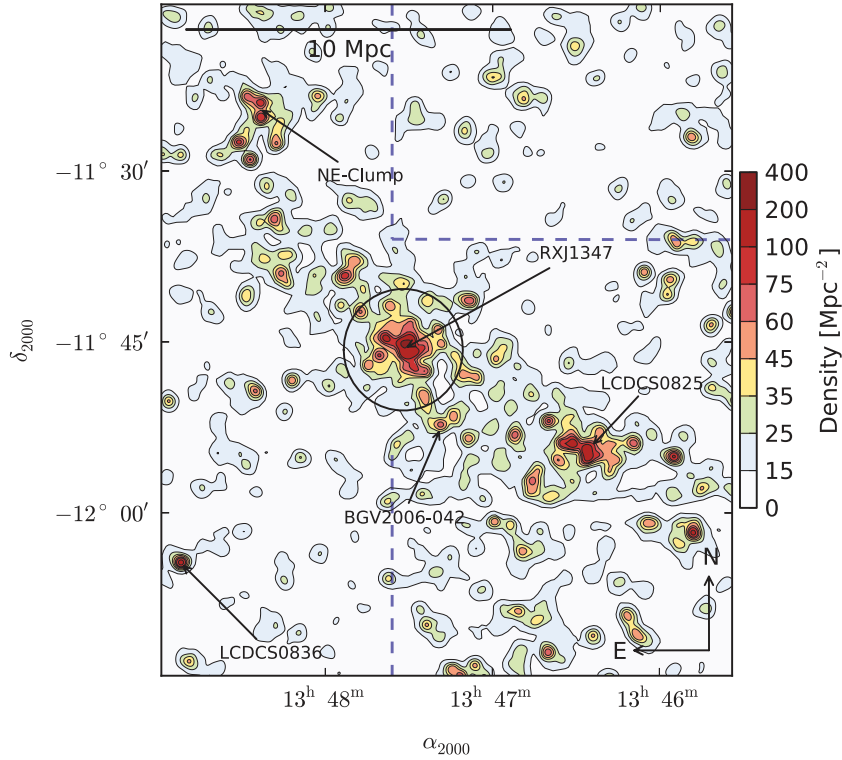 10 Mpc
NE-Clump
−11° 30′
RXJ1347
−11° 45′
δ2000
LCDCS0825
BGV2006-042
−12° 00′
LCDCS0836
N
E
13h 48m
13h 47m
13h 46m
α2000
400
200
100
75
60
45
35
25
15
0
Density [Mpc−2]